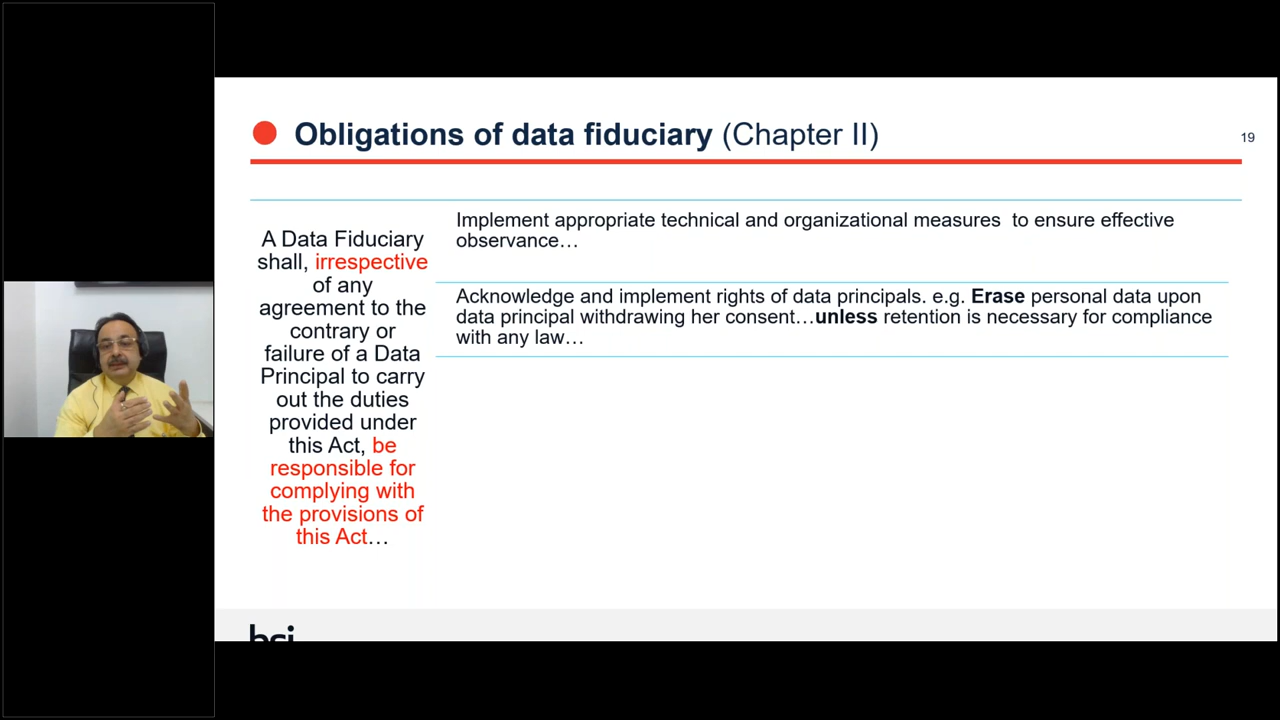 Obligations of data fiduciary (Chapter II)
19
A Data Fiduciary
shall, irrespective
of any
agreement to the
contrary or
failure of a Data
Principal to carry
out the duties
provided under
this Act, be
responsible for
complying with
the provisions of
this Act…
Implement appropriate technical and organizational measures  to ensure effective
observance…
Acknowledge and implement rights of data principals. e.g. Erase personal data upon
data principal withdrawing her consent…unless retention is necessary for compliance
with any law…
bsi